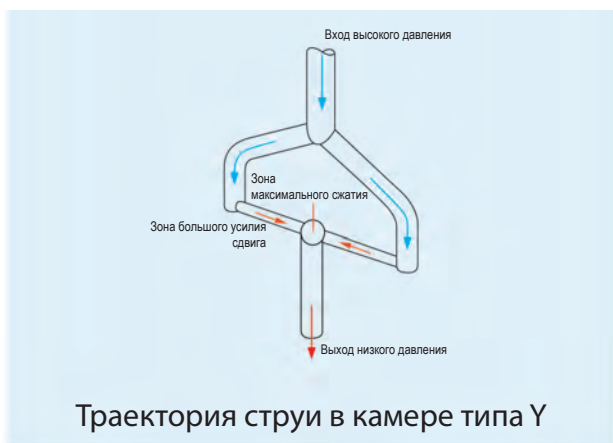 Вход высокого давления
Зона
максимального сжатия
Зона большого усилия
сдвига
Выход низкого давления
Траектория струи в камере типа Y